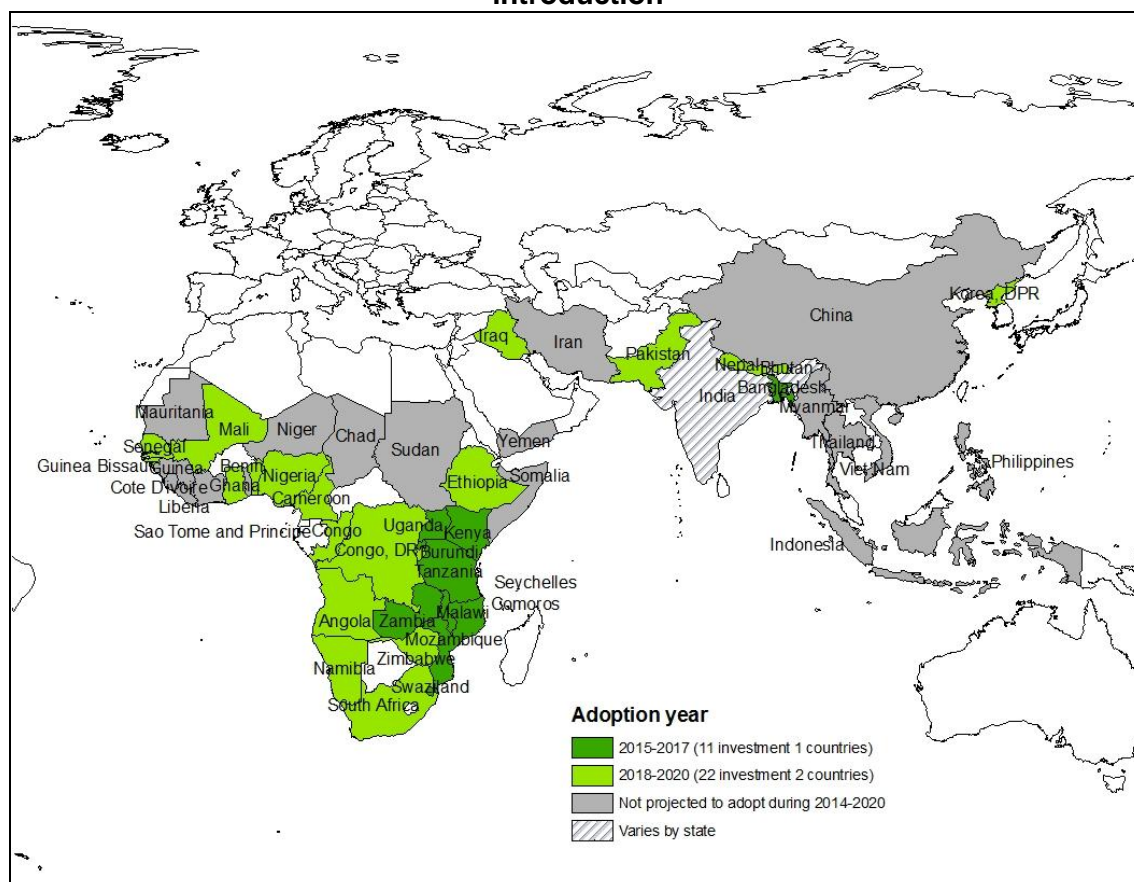 Introduction
Korea, DPR
China
Iraq
Iran
Pakistan
Nepal
Bhutan
Bangladesh
India
Myanmar
Mauritania
Mali
Niger
Chad
Sudan
Yemen
Thailand
Senegal
Guinea Bissau
Guinea
Benin
Nigeria
Ethiopia
Somalia
Viet Nam
Philippines
Cote D'Ivoire
Ghana
Cameroon
Liberia
Sao Tome and Principe
Congo
Uganda
Kenya
Congo, DR
Burundi
Indonesia
Tanzania
Seychelles
Comoros
Angola
Zambia
Malawi
Mozambique
Zimbabwe
Namibia
Swaziland
South Africa
Adoption year
2015-2017 (11 investment 1 countries)
2018-2020 (22 investment 2 countries)
Not projected to adopt during 2014-2020
Varies by state